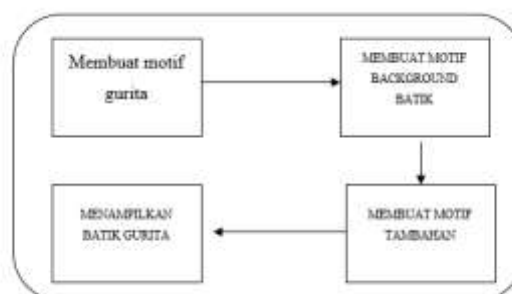 Membuat motif
gurita
MEMBUAT MOTIF
BACKGROUND
BATIK
MEMBUAT MOTIF
TAMBAHAN
MENAMPILKAN
BATIK GURITA